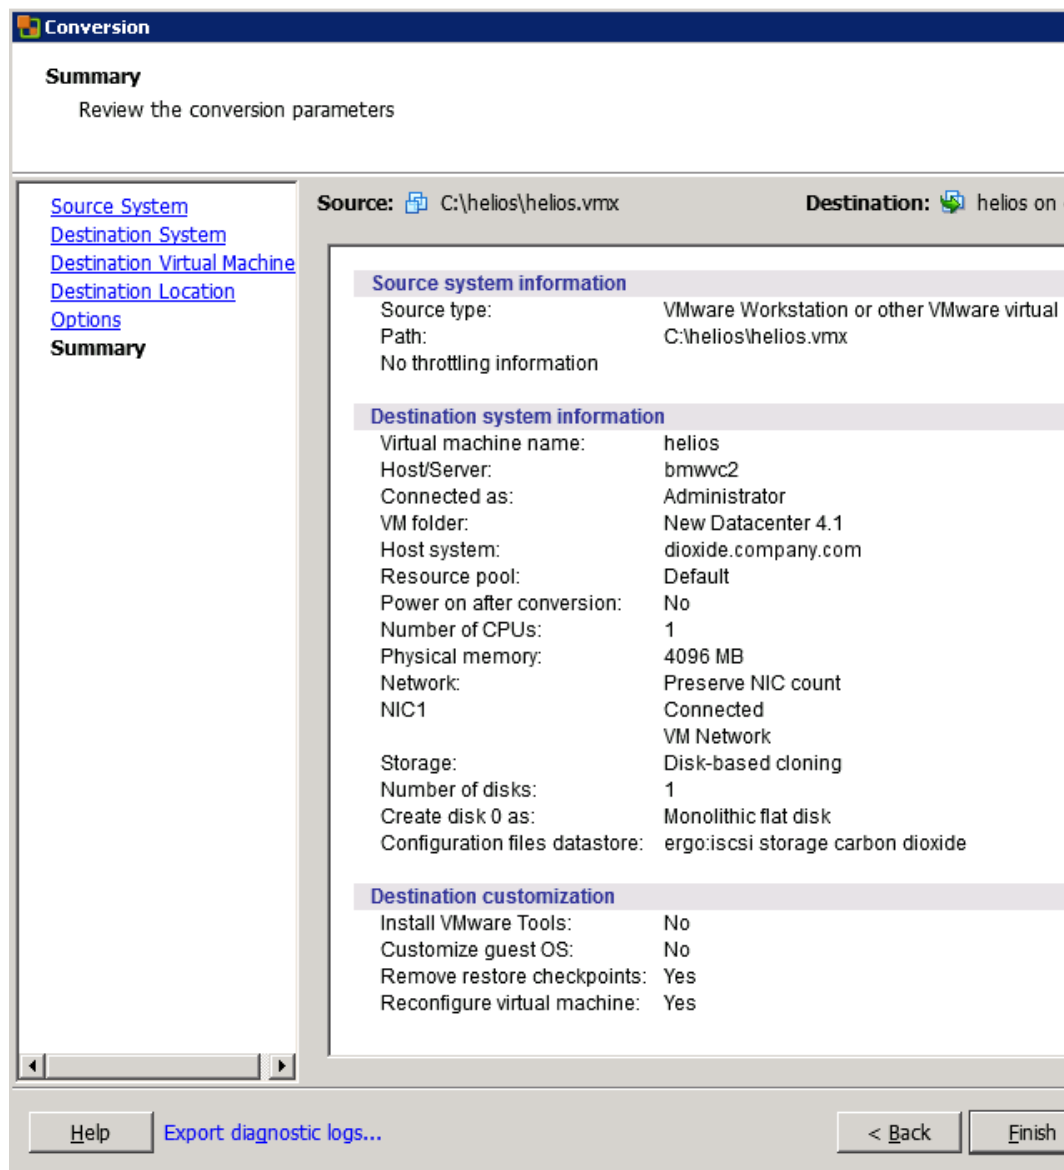 Conversion
Summary
Review the conversion parameters
Source System
Destination System
Destination Virtual Machine
Destination Location
Options
Summary
Source: C:\helios\helios.vmx Destination: helios on
Source system information
Source type: VMware Workstation or other VMware virtual
Path: C:\helios\helios.vmx
No throttling information
Destination system information
Virtual machine name: helios
Host/Server: bmwvc2
Connected as: Administrator
VM folder: New Datacenter 4.1
Host system: dioxide.company.com
Resource pool: Default
Power on after conversion: No
Number of CPUs: 1
Physical memory: 4096 MB
Network: Preserve NIC count
NIC1 Connected
VM Network
Storage: Disk-based cloning
Number of disks: 1
Create disk 0 as: Monolithic flat disk
Configuration files datastore: ergo:iscsi storage carbon dioxide
Destination customization
Install VMware Tools: No
Customize guest OS: No
Remove restore checkpoints: Yes
Reconfigure virtual machine: Yes
Help Export diagnostic logs... < Back Finish